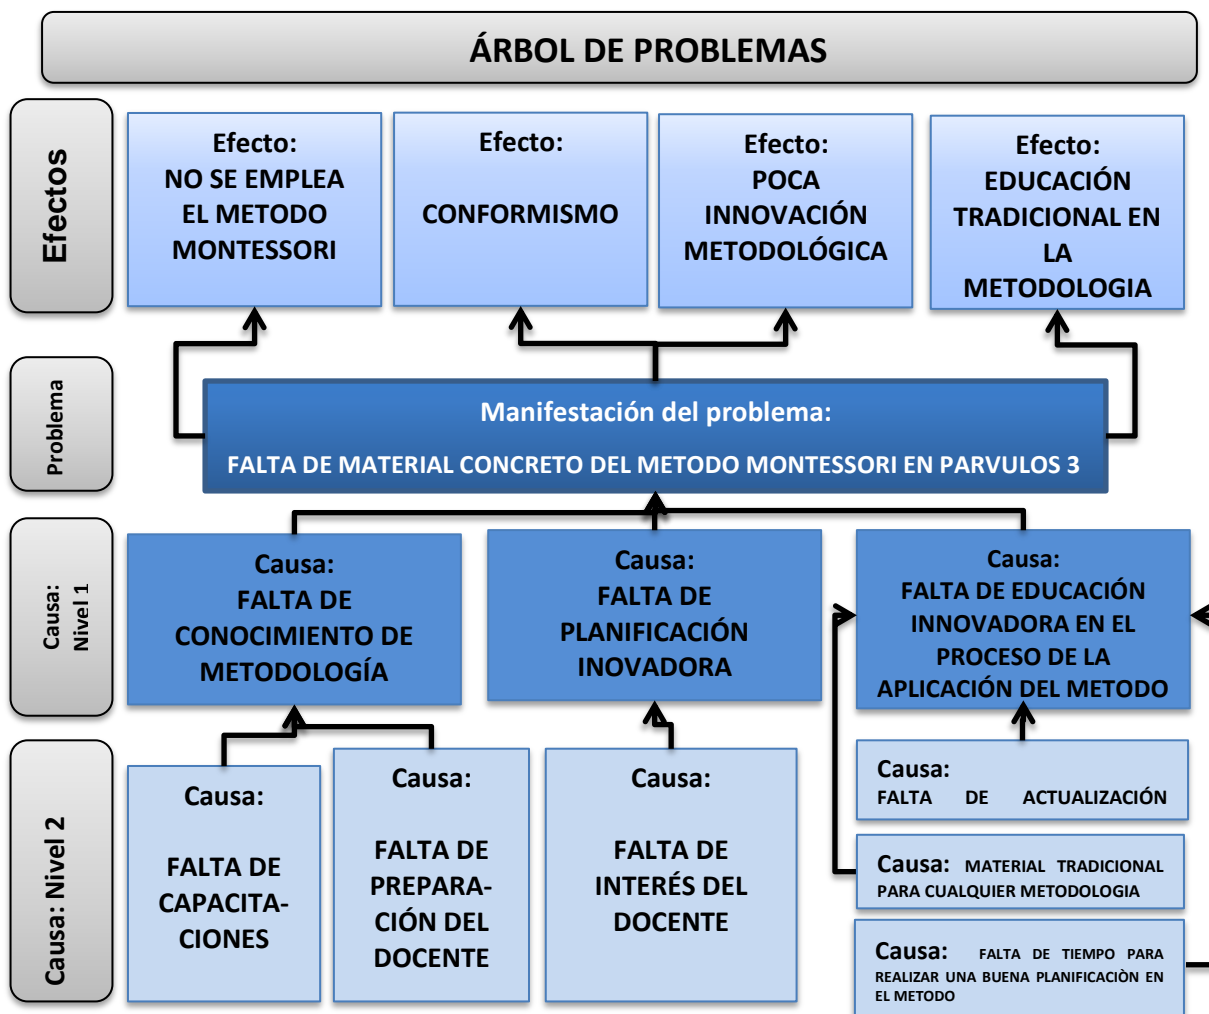 ÁRBOL DE PROBLEMAS
Efectos
Efecto:
NO SE EMPLEA
EL METODO
MONTESSORI
Efecto:
CONFORMISMO
Efecto:
POCA
INNOVACIÓN
METODOLÓGICA
Efecto:
EDUCACIÓN
TRADICIONAL EN
LA
METODOLOGIA
Problema
Manifestación del problema:
FALTA DE MATERIAL CONCRETO DEL METODO MONTESSORI EN PARVULOS 3
Causa:
Nivel 1
Causa:
FALTA DE
CONOCIMIENTO DE
METODOLOGÍA
Causa:
FALTA DE
PLANIFICACIÓN
INOVADORA
Causa:
FALTA DE EDUCACIÓN
INNOVADORA EN EL
PROCESO DE LA
APLICACIÓN DEL METODO
Causa: Nivel 2
Causa:
FALTA DE
CAPACITA-
CIONES
Causa:
FALTA DE
PREPARA-
CIÓN DEL
DOCENTE
Causa:
FALTA DE
INTERÉS DEL
DOCENTE
Causa:
FALTA DE ACTUALIZACIÓN
Causa: MATERIAL TRADICIONAL
PARA CUALQUIER METODOLOGIA
Causa: FALTA DE TIEMPO PARA
REALIZAR UNA BUENA PLANIFICACIÒN EN
EL METODO